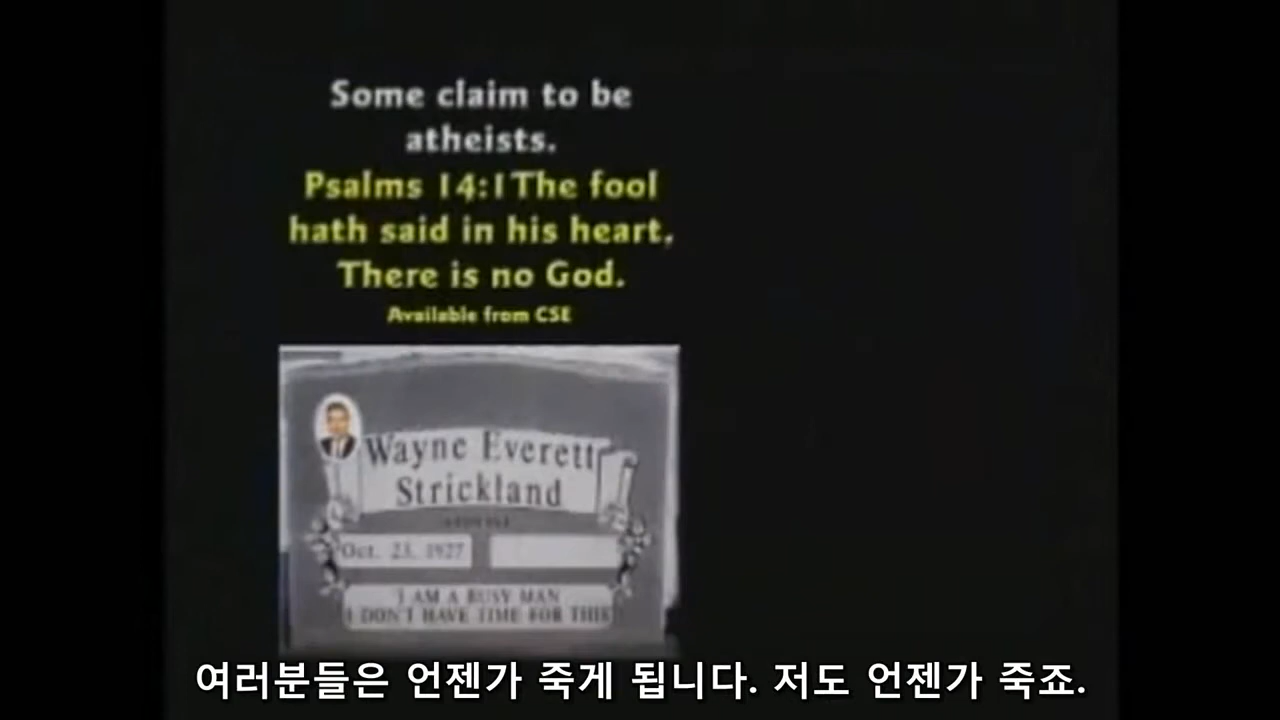 Some claim to be
atheists.
Psalms 14:1 The fool
hath said in his heart,
There is no God.
Available from CSE
Wayne Everett
Strickland
Oct. 23, 1927
"I AM A BUSY MAN
I DON'T HAVE TIME FOR THIS"
여러분들은 언젠가 죽게 됩니다. 저도 언젠가 죽죠.